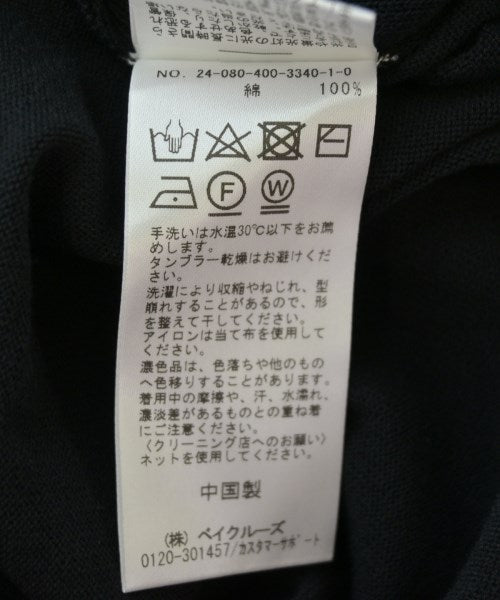 NO. 24-080-400-3340-1-0
綿 100%
F
W
手洗いは水温30℃以下をお薦
めします。
タンブラー乾燥はお避けくださ
い。
洗濯により収縮やねじれ、型
崩れすることがあるので、形
を整えて干してください。
アイロンは当て布を使用して
ください。
濃色品は、色落ちや他のもの
へ色移りすることがあります。
着用中の摩擦や、汗、水濡れ、
濃淡差があるものとの重ね着
にご注意ください。
〈クリーニング店へのお願い〉
ネットを使用してください。
中国製
(株) ベイクルーズ
0120-301457/カスタマーサポート